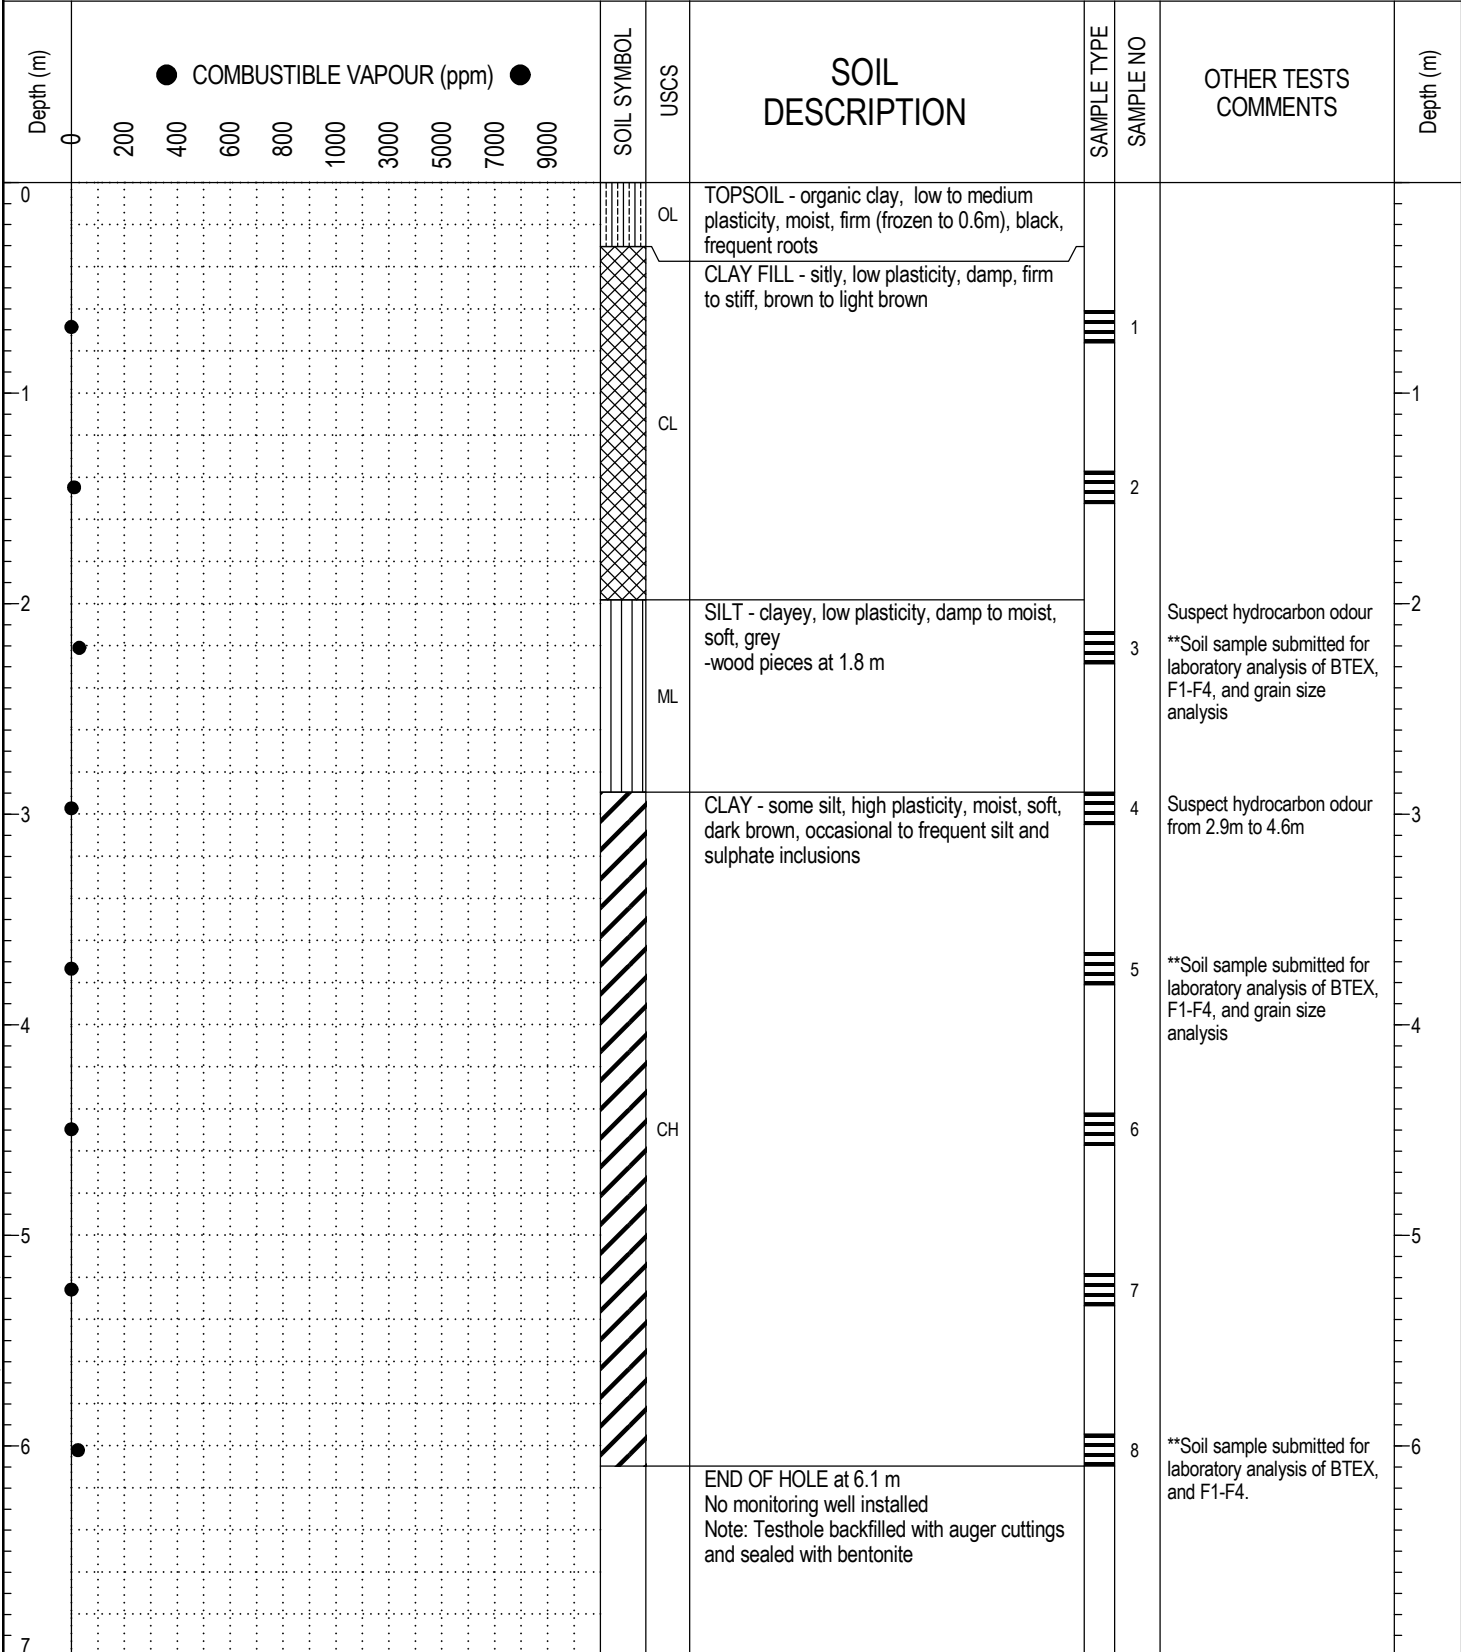 Depth (m)
COMBUSTIBLE VAPOUR (ppm)
0
200
400
600
800
1000
3000
5000
7000
9000
SOIL SYMBOL
USCS
SOIL
DESCRIPTION
SAMPLE TYPE
SAMPLE NO
OTHER TESTS
COMMENTS
Depth (m)
0
OL
TOPSOIL - organic clay, low to medium
plasticity, moist, firm (frozen to 0.6m), black,
frequent roots
CLAY FILL - sitly, low plasticity, damp, firm
to stiff, brown to light brown
1
1
CL
1
2
2
SILT - clayey, low plasticity, damp to moist,
soft, grey
-wood pieces at 1.8 m
ML
3
Suspect hydrocarbon odour
**Soil sample submitted for
laboratory analysis of BTEX,
F1-F4, and grain size
analysis
2
3
CLAY - some silt, high plasticity, moist, soft,
dark brown, occasional to frequent silt and
sulphate inclusions
4
Suspect hydrocarbon odour
from 2.9m to 4.6m
3
5
**Soil sample submitted for
laboratory analysis of BTEX,
F1-F4, and grain size
analysis
4
4
CH
6
5
5
7
6
8
**Soil sample submitted for
laboratory analysis of BTEX,
and F1-F4.
6
END OF HOLE at 6.1 m
No monitoring well installed
Note: Testhole backfilled with auger cuttings
and sealed with bentonite
7